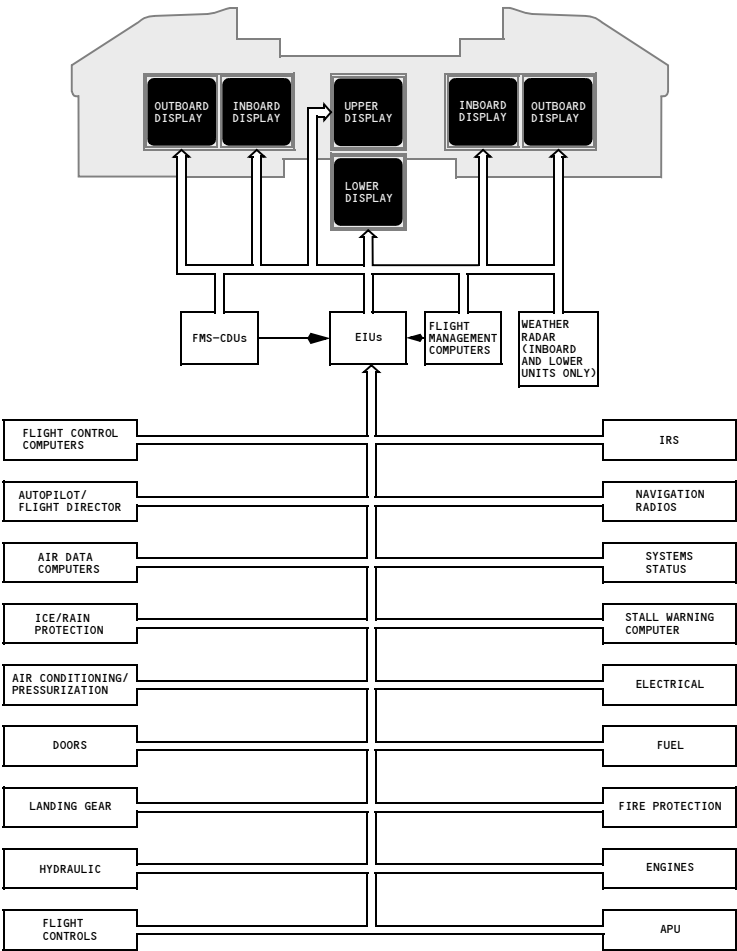 OUTBOARD
DISPLAY
INBOARD
DISPLAY
UPPER
DISPLAY
INBOARD
DISPLAY
OUTBOARD
DISPLAY
LOWER
DISPLAY
FMS-CDUs
EIUs
FLIGHT
MANAGEMENT
COMPUTERS
WEATHER
RADAR
(INBOARD
AND LOWER
UNITS ONLY)
FLIGHT CONTROL
COMPUTERS
IRS
AUTOPILOT/
FLIGHT DIRECTOR
NAVIGATION
RADIOS
AIR DATA
COMPUTERS
SYSTEMS
STATUS
ICE/RAIN
PROTECTION
STALL WARNING
COMPUTER
AIR CONDITIONING/
PRESSURIZATION
ELECTRICAL
DOORS
FUEL
LANDING GEAR
FIRE PROTECTION
HYDRAULIC
ENGINES
FLIGHT
CONTROLS
APU